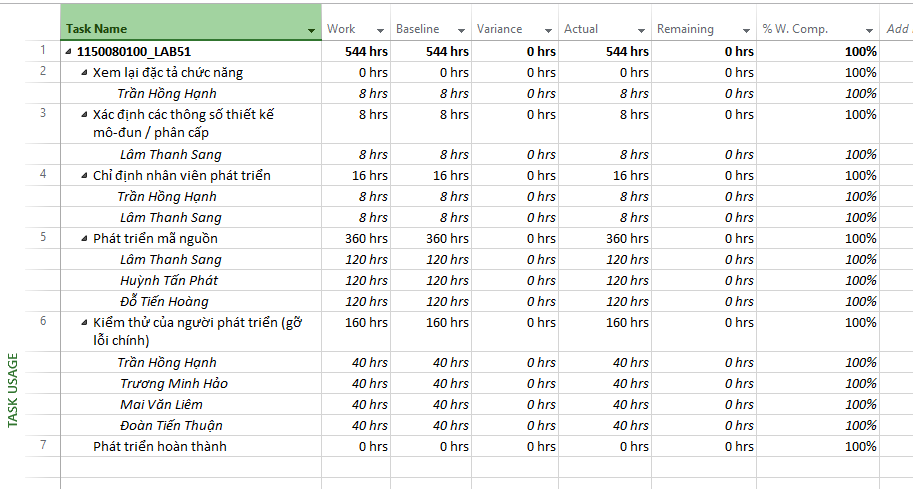 Task Name Work Baseline Variance Actual Remaining % W. Comp. Add
1 1150080100_LAB51 544 hrs 544 hrs 0 hrs 544 hrs 0 hrs 100%
2 Xem lại đặc tả chức năng 0 hrs 0 hrs 0 hrs 0 hrs 0 hrs 100%
Trần Hồng Hạnh 8 hrs 8 hrs 0 hrs 8 hrs 0 hrs 100%
3 Xác định các thông số thiết kế 8 hrs 8 hrs 0 hrs 8 hrs 0 hrs 100%
mô-đun / phân cấp
Lâm Thanh Sang 8 hrs 8 hrs 0 hrs 8 hrs 0 hrs 100%
4 Chỉ định nhân viên phát triển 16 hrs 16 hrs 0 hrs 16 hrs 0 hrs 100%
Trần Hồng Hạnh 8 hrs 8 hrs 0 hrs 8 hrs 0 hrs 100%
Lâm Thanh Sang 8 hrs 8 hrs 0 hrs 8 hrs 0 hrs 100%
5 Phát triển mã nguồn 360 hrs 360 hrs 0 hrs 360 hrs 0 hrs 100%
Lâm Thanh Sang 120 hrs 120 hrs 0 hrs 120 hrs 0 hrs 100%
Huỳnh Tấn Phát 120 hrs 120 hrs 0 hrs 120 hrs 0 hrs 100%
Đỗ Tiến Hoàng 120 hrs 120 hrs 0 hrs 120 hrs 0 hrs 100%
6 Kiểm thử của người phát triển (gỡ 160 hrs 160 hrs 0 hrs 160 hrs 0 hrs 100%
lỗi chính)
Trần Hồng Hạnh 40 hrs 40 hrs 0 hrs 40 hrs 0 hrs 100%
Trương Minh Hảo 40 hrs 40 hrs 0 hrs 40 hrs 0 hrs 100%
Mai Văn Liêm 40 hrs 40 hrs 0 hrs 40 hrs 0 hrs 100%
Đoàn Tiến Thuận 40 hrs 40 hrs 0 hrs 40 hrs 0 hrs 100%
7 Phát triển hoàn thành 0 hrs 0 hrs 0 hrs 0 hrs 0 hrs 100%
TASK USAGE